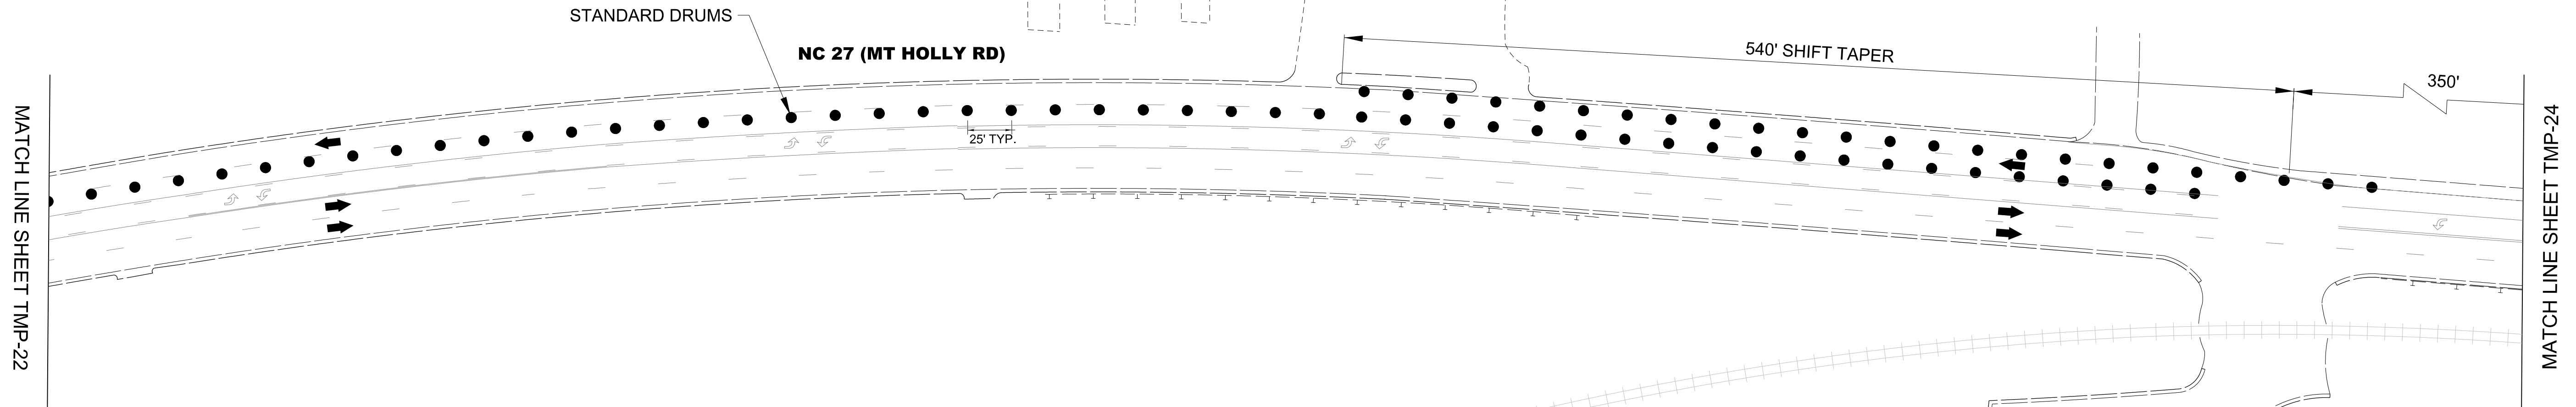 STANDARD DRUMS
NC 27 (MT HOLLY RD)
540' SHIFT TAPER
350'
25' TYP.
MATCH LINE SHEET TMP-22
MATCH LINE SHEET TMP-24